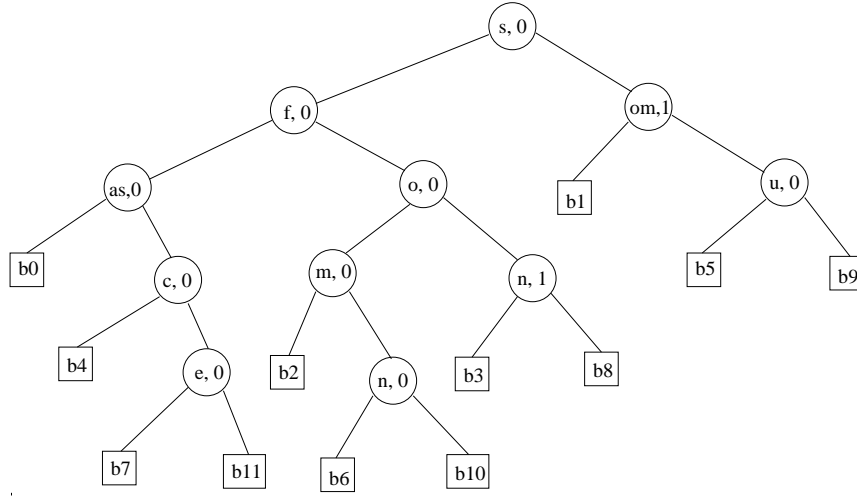 s, 0
f, 0
om,1
as,0
o, 0
b1
u, 0
b0
c, 0
m, 0
n, 1
b5
b9
b4
e, 0
b2
n, 0
b3
b8
b7
b11
b6
b10